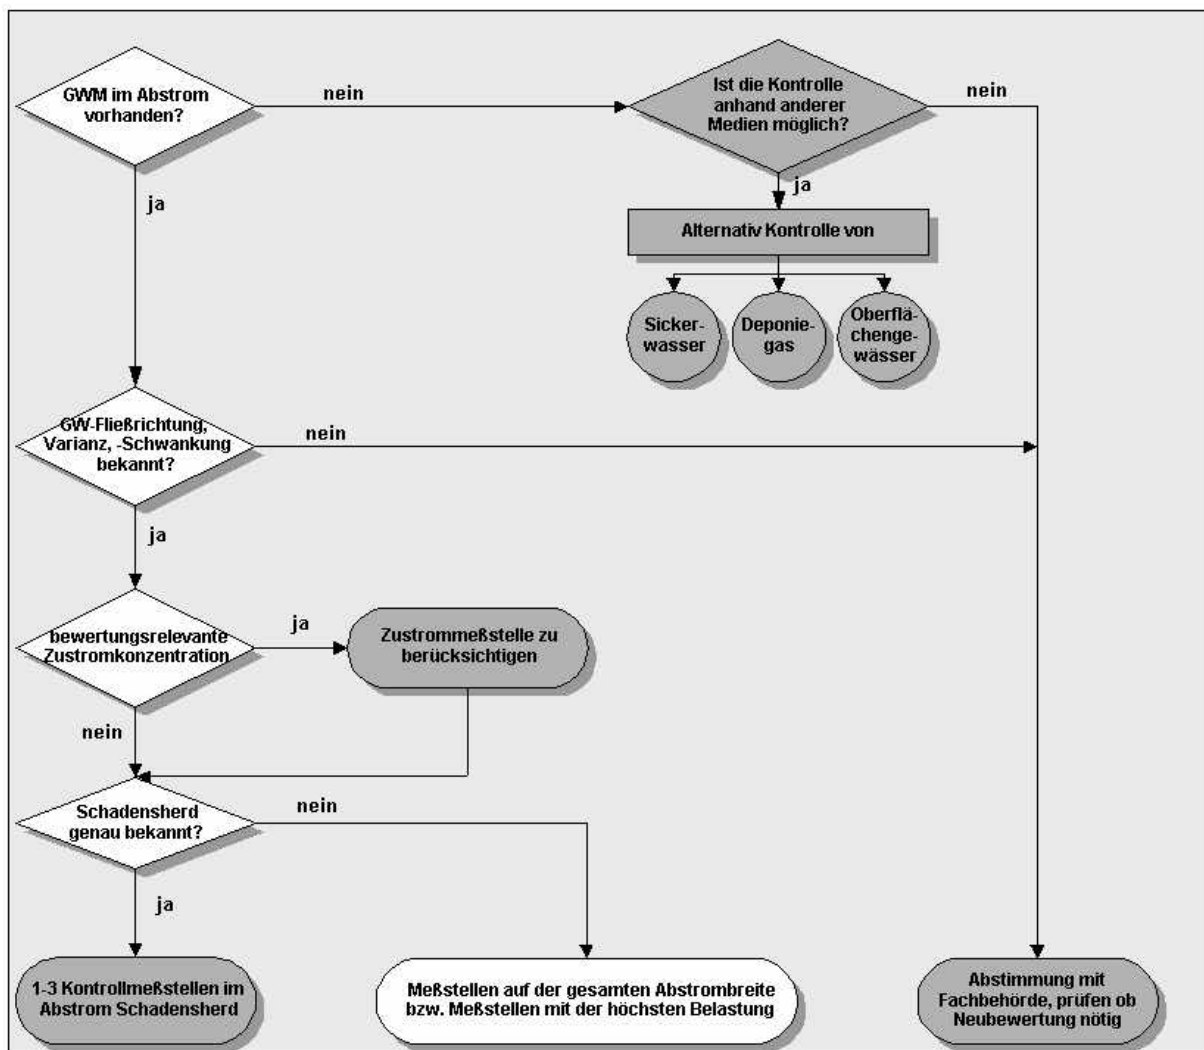 GWM im Abstrom
vorhanden?
nein
Ist die Kontrolle
anhand anderer
Medien möglich?
nein
ja
ja
Alternativ Kontrolle von
Sicker-
wasser
Deponie-
gas
Oberflä-
chenge-
wässer
GW-Fließrichtung,
Varianz, -Schwankung
bekannt?
nein
ja
bewertungsrelevante
Zustromkonzentration
ja
Zustrommeßstelle zu
berücksichtigen
nein
Schadensherd
genau bekannt?
nein
ja
1-3 Kontrollmeßstellen im
Abstrom Schadensherd
Meßstellen auf der gesamten Abstrombreite
bzw. Meßstellen mit der höchsten Belastung
Abstimmung mit
Fachbehörde, prüfen ob
Neubewertung nötig